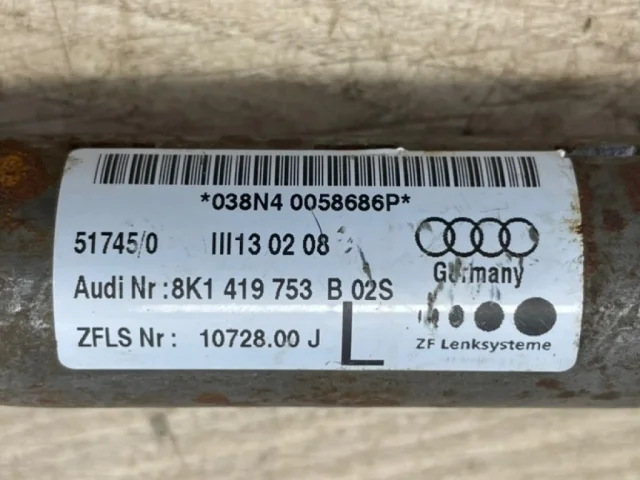 *038N4 0058686P*
51745/0 III13 02 08
Audi Nr:8K1 419 753 B 02S
Germany
ZFLS Nr: 10728.00 J L
ZF Lenksysteme